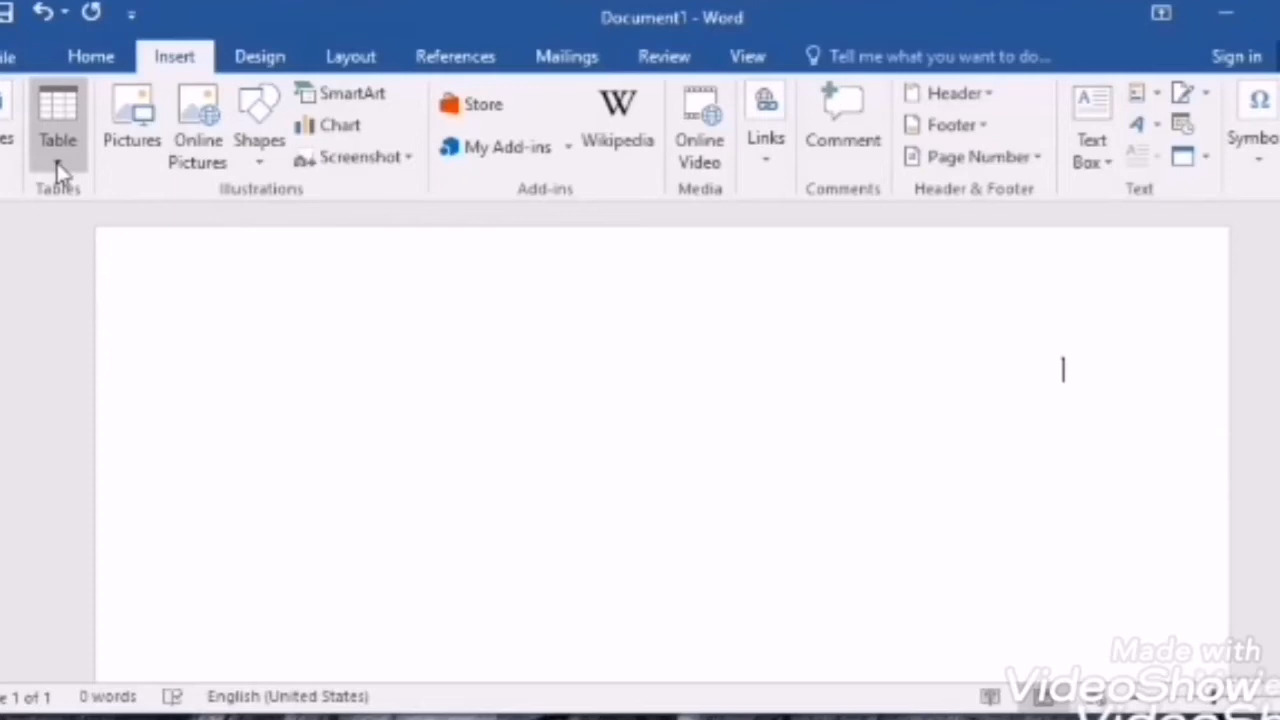 Document1 - Word
Home Insert Design Layout References Mailings Review View Tell me what you want to do... Sign in
Table
Pictures
Online
Pictures
Shapes
SmartArt
Chart
Screenshot
Store
My Add-ins
W
Wikipedia
Online
Video
Links
Comment
Header
Footer
Page Number
A
Text
Box
A
Ω
Tables Illustrations Add-ins Media Comments Header & Footer Text
1 of 1 0 words English (United States)
Made with
VideoShow